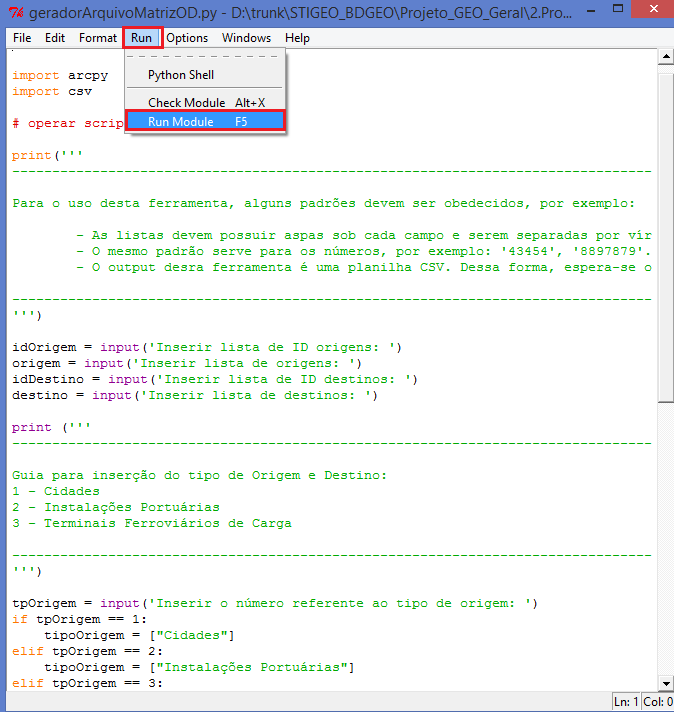 geradorArquivoMatrizOD.py - D:\trunk\STIGEO_BDGEO\Projeto_GEO_Geral\2.Pro...
File Edit Format Run Options Windows Help
Python Shell
Check Module Alt+X
Run Module F5
import arcpy
import csv
# operar scrip
print('''
--------------------------------------------------------------------------------
Para o uso desta ferramenta, alguns padrões devem ser obedecidos, por exemplo:
- As listas devem possuir aspas sob cada campo e serem separadas por vír
- O mesmo padrão serve para os números, por exemplo: '43454', '8897879'.
- O output desra ferramenta é uma planilha CSV. Dessa forma, espera-se o
--------------------------------------------------------------------------------
''')
idOrigem = input('Inserir lista de ID origens: ')
origem = input('Inserir lista de origens: ')
idDestino = input('Inserir lista de ID destinos: ')
destino = input('Inserir lista de destinos: ')
print ('''
--------------------------------------------------------------------------------
Guia para inserção do tipo de Origem e Destino:
1 - Cidades
2 - Instalações Portuárias
3 - Terminais Ferroviários de Carga
--------------------------------------------------------------------------------
''')
tpOrigem = input('Inserir o número referente ao tipo de origem: ')
if tpOrigem == 1:
    tipoOrigem = ["Cidades"]
elif tpOrigem == 2:
    tipoOrigem = ["Instalações Portuárias"]
elif tpOrigem == 3:
Ln: 1 Col: 0